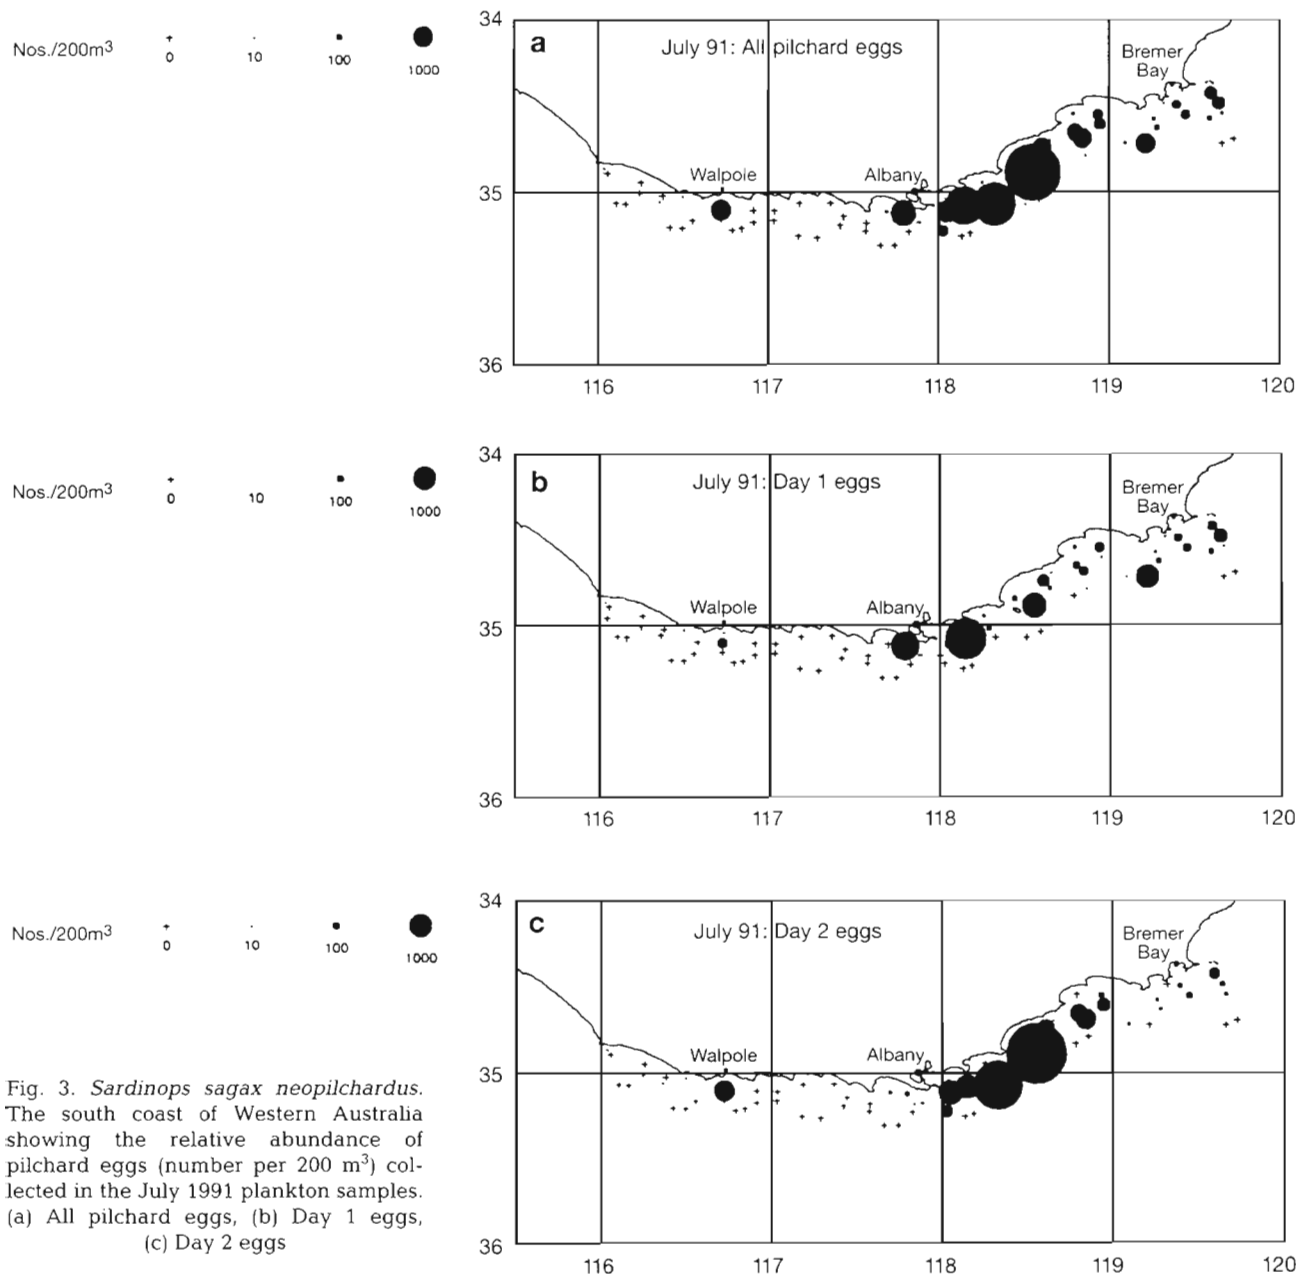 Nos./200m³
0
10
100
1000
34
a
July 91: All pilchard eggs
Bremer
Bay
Walpole
Albany
35
36
116
117
118
119
120
Nos./200m³
0
10
100
1000
34
b
July 91: Day 1 eggs
Bremer
Bay
Walpole
Albany
35
36
116
117
118
119
120
Nos./200m³
0
10
100
1000
34
c
July 91: Day 2 eggs
Bremer
Bay
Walpole
Albany
35
36
116
117
118
119
120
Fig. 3. Sardinops sagax neopilchardus.
The south coast of Western Australia
showing the relative abundance of
pilchard eggs (number per 200 m³) col-
lected in the July 1991 plankton samples.
(a) All pilchard eggs, (b) Day 1 eggs,
(c) Day 2 eggs